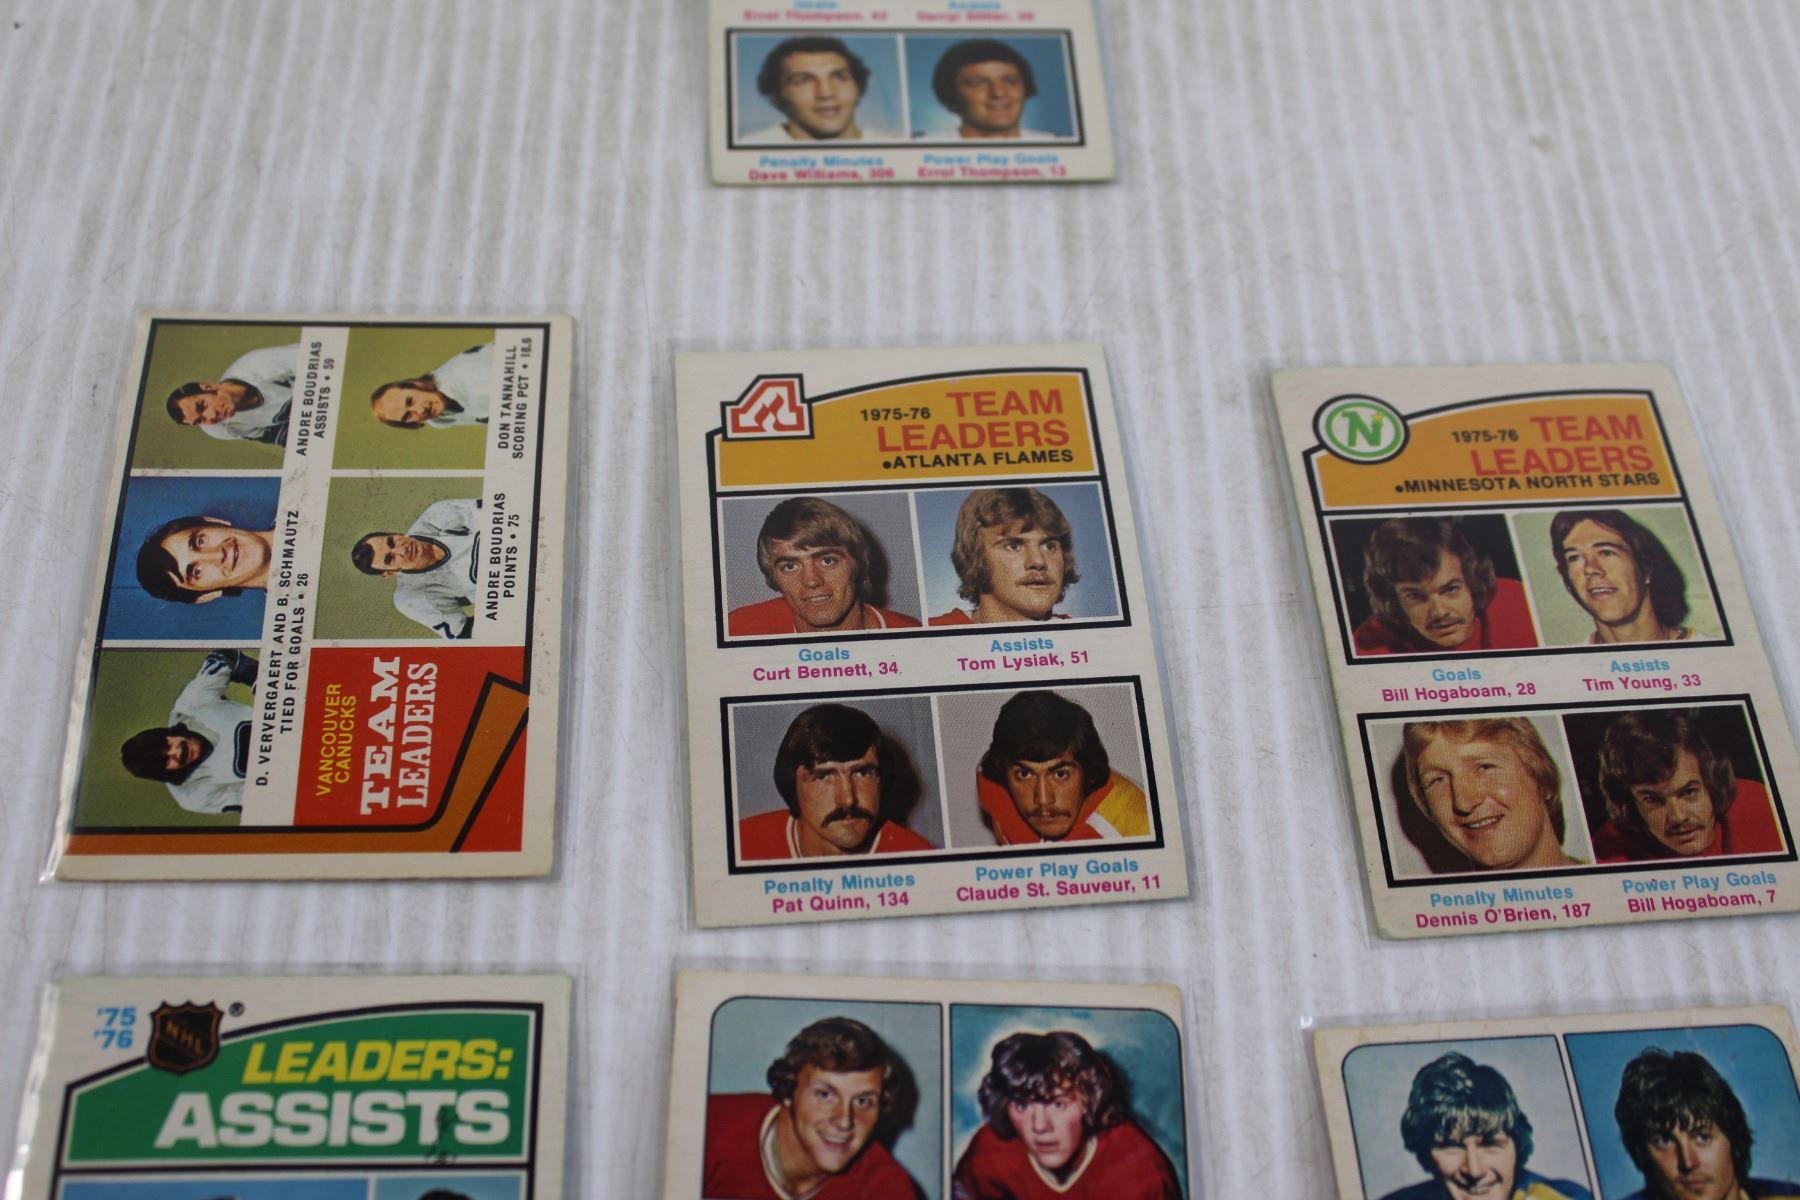 Goals
Assists
Errol Thompson, 43
Darryl Sittler, 59
Penalty Minutes
Power Play Goals
Dave Williams, 306
Errol Thompson, 13
ANDRE BOUDRIAS
ASSISTS • 59
DON TANNAHILL
SCORING PCT • 18.6
D. VERVERGAERT AND B. SCHMAUTZ
TIED FOR GOALS • 26
ANDRE BOUDRIAS
POINTS • 75
VANCOUVER
CANUCKS
TEAM
LEADERS
1975-76 TEAM
LEADERS
•ATLANTA FLAMES
Goals
Curt Bennett, 34
Assists
Tom Lysiak, 51
Penalty Minutes
Pat Quinn, 134
Power Play Goals
Claude St. Sauveur, 11
N
1975-76 TEAM
LEADERS
•MINNESOTA NORTH STARS
Goals
Bill Hogaboam, 28
Assists
Tim Young, 33
Penalty Minutes
Dennis O'Brien, 187
Power Play Goals
Bill Hogaboam, 7
'75
'76
NHL
®
LEADERS:
ASSISTS